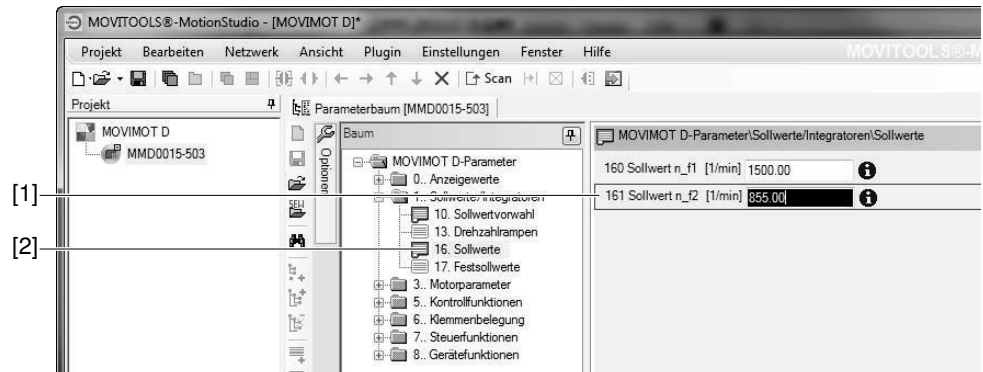 MOVITOOLS®-MotionStudio - [MOVIMOT D]*
Projekt Bearbeiten Netzwerk Ansicht Plugin Einstellungen Fenster Hilfe
MOVITOOLS®-M
Scan
Projekt
Parameterbaum [MMD0015-503]
MOVIMOT D
MMD0015-503
Optionen
SEW
Baum
MOVIMOT D-Parameter
0.. Anzeigewerte
1.. Sollwerte/Integratoren
10. Sollwertvorwahl
13. Drehzahlrampen
16. Sollwerte
17. Festsollwerte
3.. Motorparameter
5.. Kontrollfunktionen
6.. Klemmenbelegung
7.. Steuerfunktionen
8.. Gerätefunktionen
MOVIMOT D-Parameter\Sollwerte/Integratoren\Sollwerte
160 Sollwert n_f1 [1/min] 1500.00
161 Sollwert n_f2 [1/min] 855.00
[1]
[2]